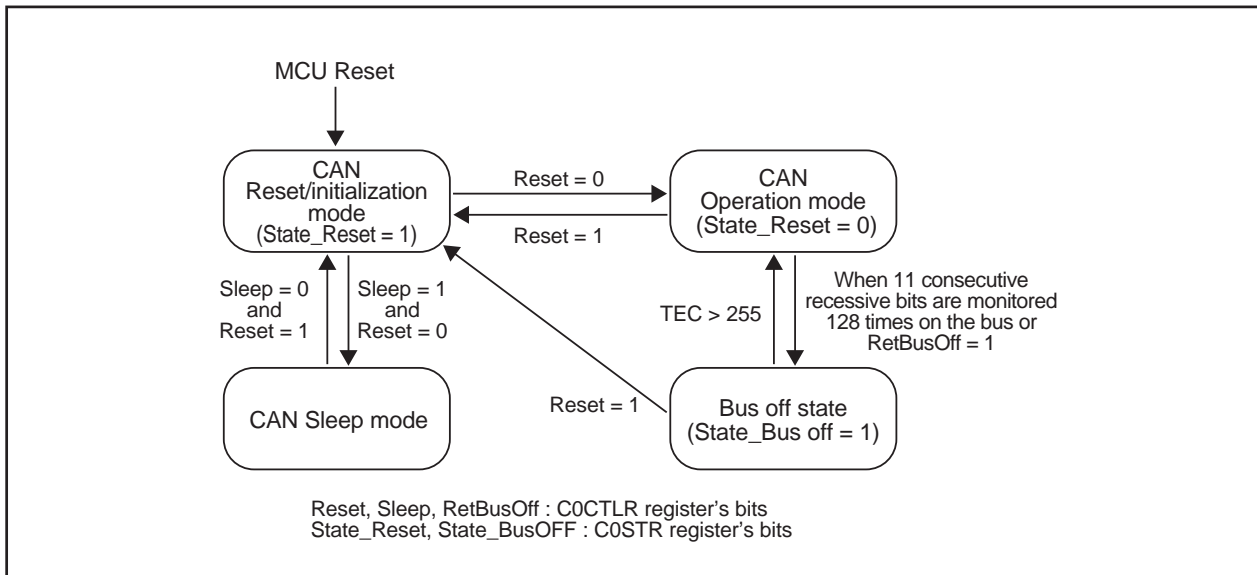 MCU Reset
CAN
Reset/initialization
mode
(State_Reset = 1)
Reset = 0
Reset = 1
CAN
Operation mode
(State_Reset = 0)
Sleep = 0
and
Reset = 1
Sleep = 1
and
Reset = 0
TEC > 255
When 11 consecutive
recessive bits are monitored
128 times on the bus or
RetBusOff = 1
CAN Sleep mode
Reset = 1
Bus off state
(State_Bus off = 1)
Reset, Sleep, RetBusOff : C0CTLR register’s bits
State_Reset, State_BusOFF : C0STR register’s bits